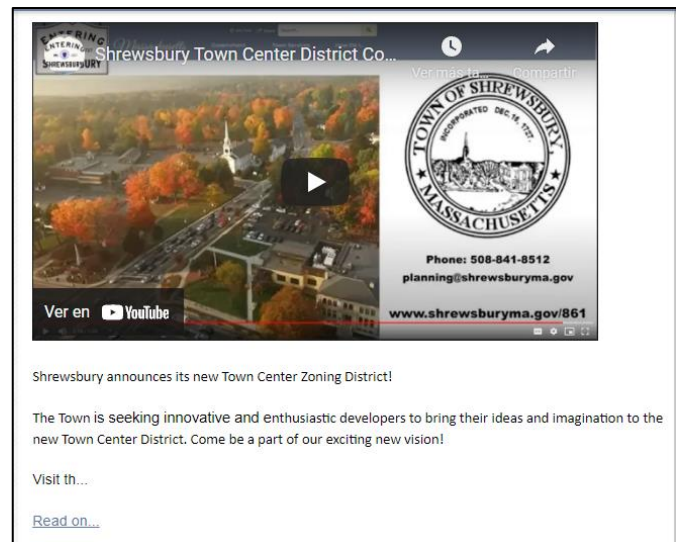 ENTERING
ENTERING
SHREWSBURY
Shrewsbury Town Center District Co...
Ver más ta...
Compartir
TOWN OF SHREWSBURY,
INCORPORATED DEC. 19, 1727.
MASSACHUSETTS
Phone: 508-841-8512
planning@shrewsburyma.gov
www.shrewsburyma.gov/861
Ver en YouTube
Shrewsbury announces its new Town Center Zoning District!
The Town is seeking innovative and enthusiastic developers to bring their ideas and imagination to the
new Town Center District. Come be a part of our exciting new vision!
Visit th...
Read on...